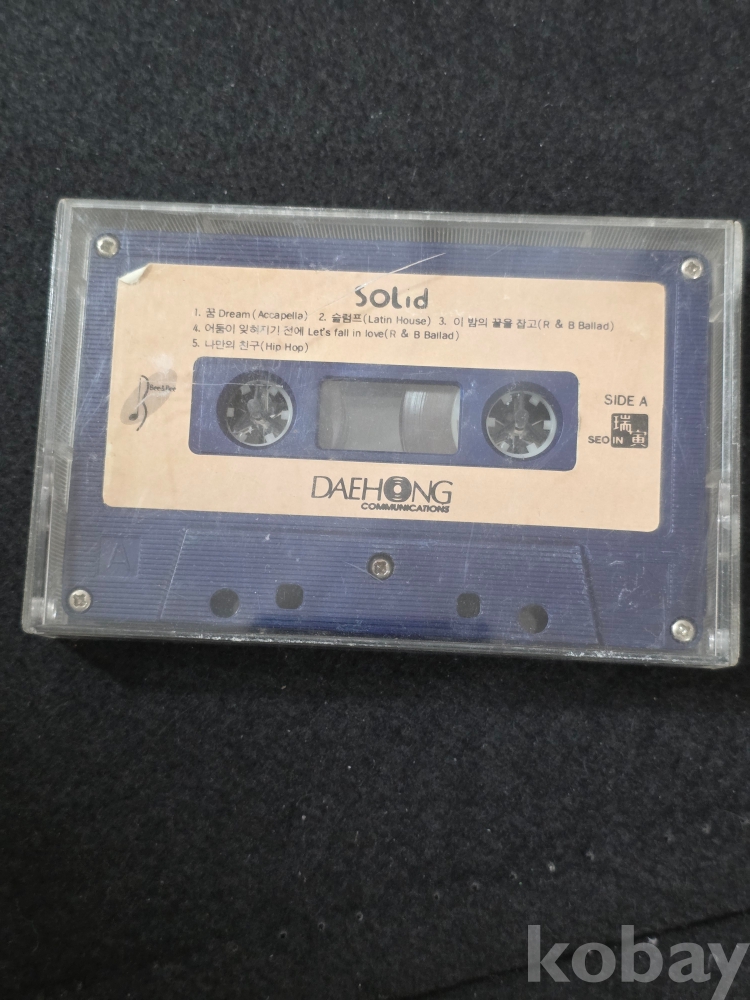 Solid
1. 꿈 Dream (Accapella) 2. 슬럼프(Latin House) 3. 이 밤의 끝을 잡고(R & B Ballad)
4. 어둠이 잊혀지기 전에 Let's fall in love(R & B Ballad)
5. 나만의 친구(Hip Hop)
SIDE A
SEO IN 瑞寅
DAEHONG
COMMUNICATIONS
A
kobay